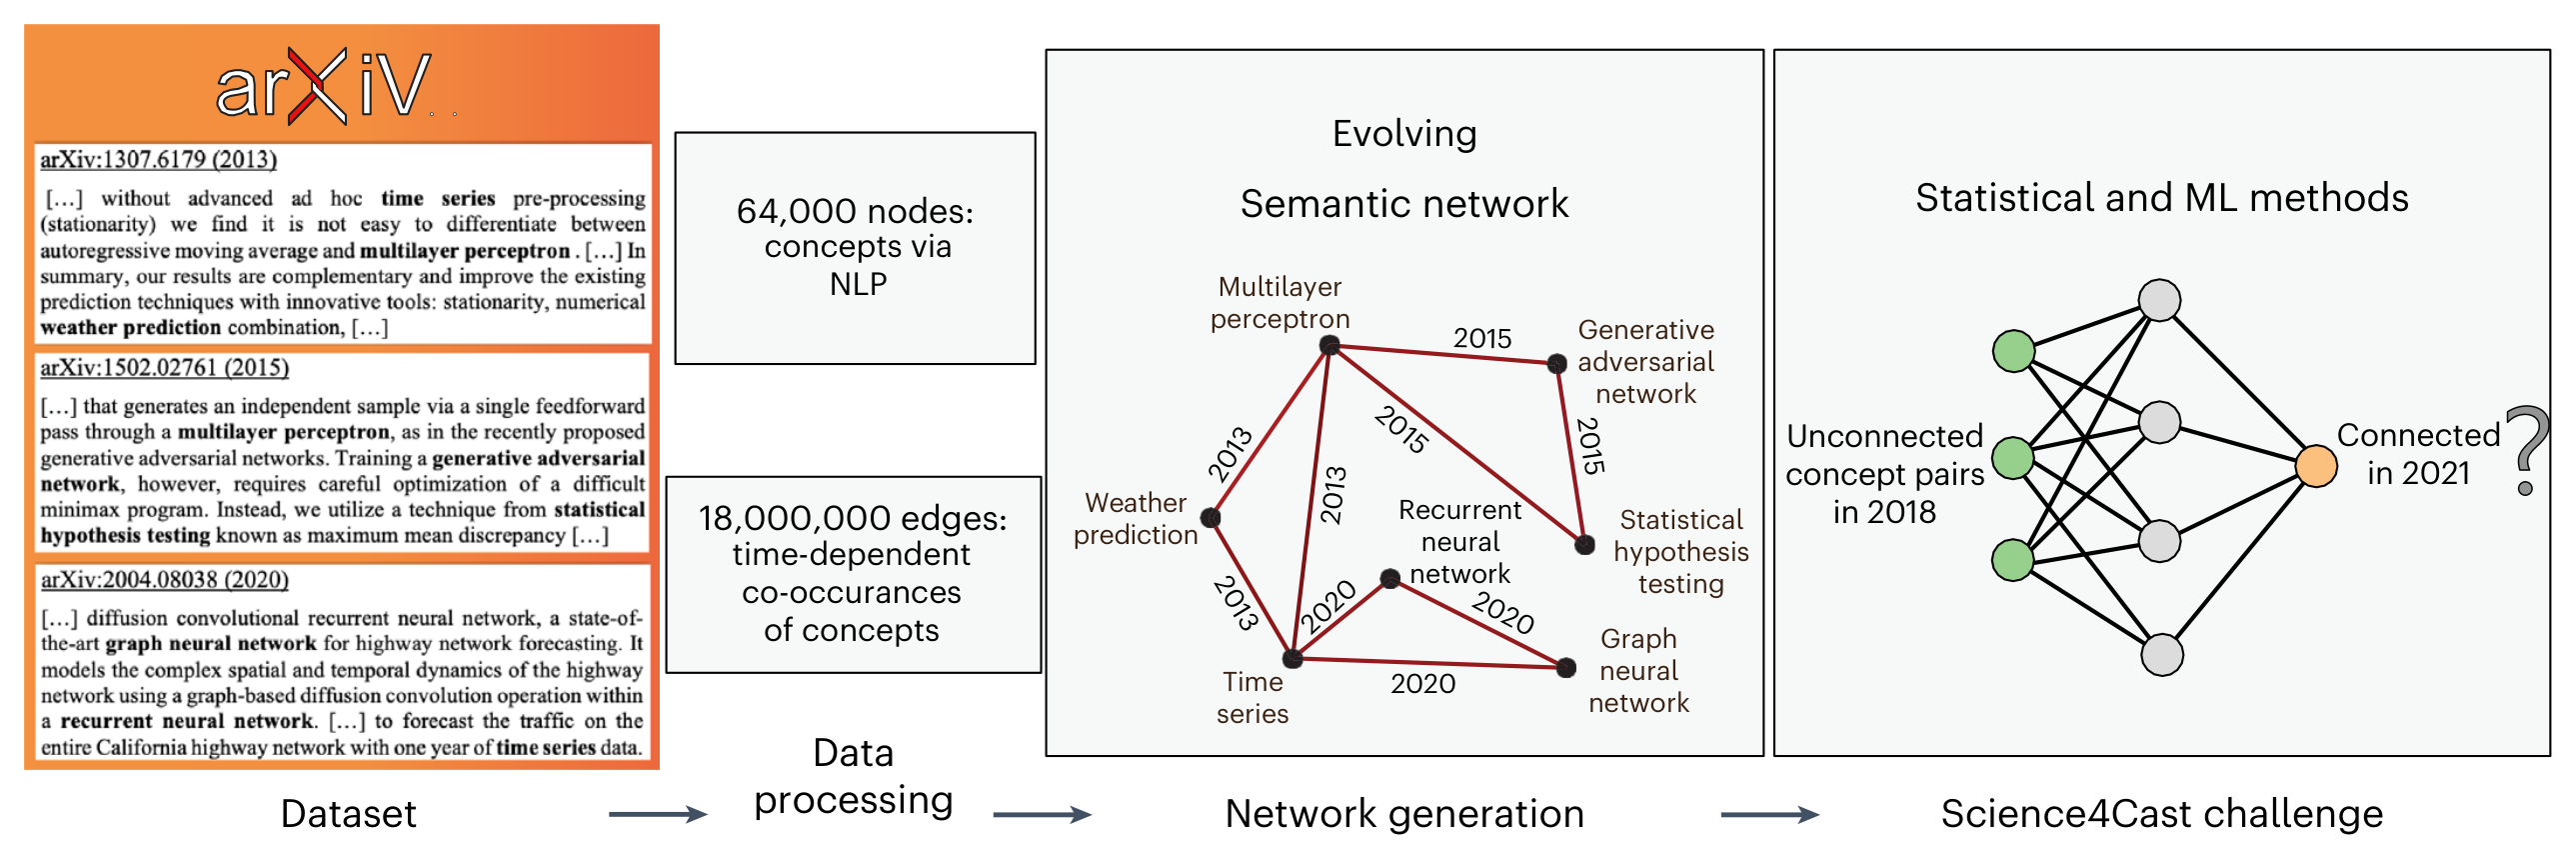 arXiv
arXiv:1307.6179 (2013)
[...] without advanced ad hoc time series pre-processing
(stationarity) we find it is not easy to differentiate between
autoregressive moving average and multilayer perceptron . [...] In
summary, our results are complementary and improve the existing
prediction techniques with innovative tools: stationarity, numerical
weather prediction combination, [...]
arXiv:1502.02761 (2015)
[...] that generates an independent sample via a single feedforward
pass through a multilayer perceptron, as in the recently proposed
generative adversarial networks. Training a generative adversarial
network, however, requires careful optimization of a difficult
minimax program. Instead, we utilize a technique from statistical
hypothesis testing known as maximum mean discrepancy [...]
arXiv:2004.08038 (2020)
[...] diffusion convolutional recurrent neural network, a state-of-
the-art graph neural network for highway network forecasting. It
models the complex spatial and temporal dynamics of the highway
network using a graph-based diffusion convolution operation within
a recurrent neural network. [...] to forecast the traffic on the
entire California highway network with one year of time series data.
Dataset
64,000 nodes:
concepts via
NLP
18,000,000 edges:
time-dependent
co-occurances
of concepts
Data
processing
Evolving
Semantic network
Multilayer
perceptron
2015
Generative
adversarial
network
2013
2013
2015
2015
Weather
prediction
Recurrent
neural
network
Statistical
hypothesis
testing
2013
2020
2020
2020
Time
series
Graph
neural
network
Network generation
Statistical and ML methods
Unconnected
concept pairs
in 2018
Connected
in 2021
?
Science4Cast challenge